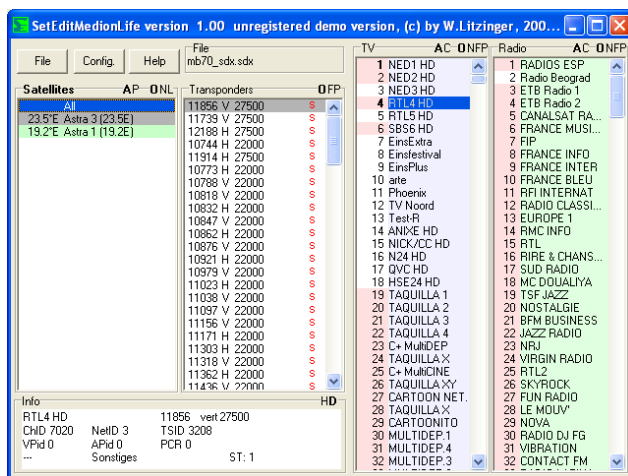 SetEditMedionLife version 1.00 unregistered demo version, (c) by W.Litzinger, 200...
File Config. Help
File
mb70_sdx.sdx
Satellites AP ONL
All
23.5°E Astra 3 (23.5E)
19.2°E Astra 1 (19.2E)
Transponders OFP
11856 V 27500 S
11739 V 27500 S
12188 H 27500 S
10744 H 22000 S
11914 H 27500 S
10773 H 22000 S
10788 V 22000 S
10818 V 22000 S
10832 H 22000 S
10847 V 22000 S
10862 H 22000 S
10876 V 22000 S
10921 H 22000 S
10979 V 22000 S
11023 H 22000 S
11038 V 22000 S
11097 V 22000 S
11156 V 22000 S
11171 H 22000 S
11303 H 22000 S
11318 V 22000 S
11362 H 22000 S
11436 V 22000 S
TV AC ONFP
1 NED1 HD
2 NED2 HD
3 NED3 HD
4 RTL4 HD
5 RTL5 HD
6 SBS6 HD
7 EinsExtra
8 Einsfestival
9 EinsPlus
10 arte
11 Phoenix
12 TV Noord
13 Test-R
14 ANIXE HD
15 NICK/CC HD
16 N24 HD
17 QVC HD
18 HSE24 HD
19 TAQUILLA 1
20 TAQUILLA 2
21 TAQUILLA 3
22 TAQUILLA 4
23 C+ MultiDEP
24 TAQUILLA X
25 C+ MultiCINE
26 TAQUILLA XY
27 CARTOON NET.
28 TAQUILLA X
29 CARTOONITO
30 MULTIDEP.1
31 MULTIDEP.4
32 MULTIDEP.3
Radio AC ONFP
1 RADIOS ESP
2 Radio Beograd
3 ETB Radio 1
4 ETB Radio 2
5 CANALSAT RA...
6 FRANCE MUSI...
7 FIP
8 FRANCE INFO
9 FRANCE INTER
10 FRANCE BLEU
11 RFI INTERNAT
12 RADIO CLASSI...
13 EUROPE 1
14 RMC INFO
15 RTL
16 RIRE & CHANS...
17 SUD RADIO
18 MC DOUALIYA
19 TSF JAZZ
20 NOSTALGIE
21 BFM BUSINESS
22 JAZZ RADIO
23 NRJ
24 VIRGIN RADIO
25 RTL2
26 SKYROCK
27 FUN RADIO
28 LE MOUV'
29 NOVA
30 RADIO DJ FG
31 VIBRATION
32 CONTACT FM
Info HD
RTL4 HD 11856 vert 27500
ChID 7020 NetID 3 TSID 3208
VPid 0 APid 0 PCR 0
--- Sonstiges ST: 1